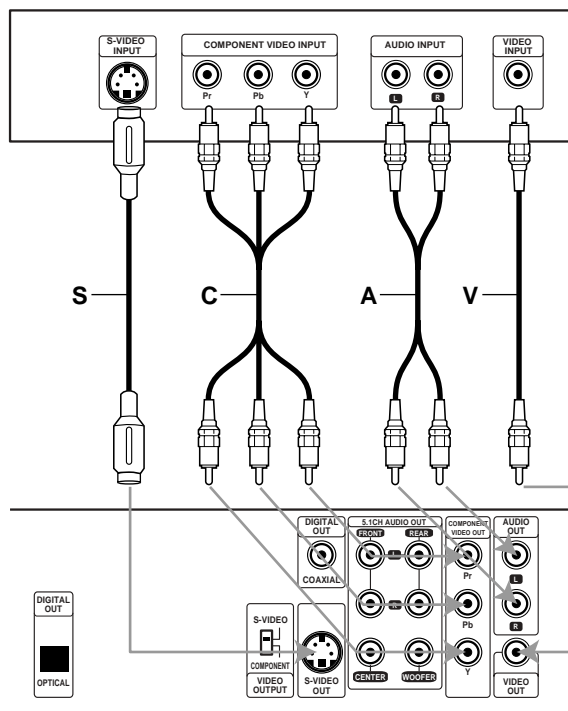 S-VIDEO
INPUT
COMPONENT VIDEO INPUT
Pr
Pb
Y
AUDIO INPUT
L
R
VIDEO
INPUT
S
C
A
V
DIGITAL
OUT
OPTICAL
DIGITAL
OUT
COAXIAL
S-VIDEO
COMPONENT
VIDEO
OUTPUT
S-VIDEO
OUT
5.1CH AUDIO OUT
FRONT
REAR
L
R
CENTER
WOOFER
COMPONENT
VIDEO OUT
Pr
Pb
Y
AUDIO
OUT
L
R
VIDEO
OUT